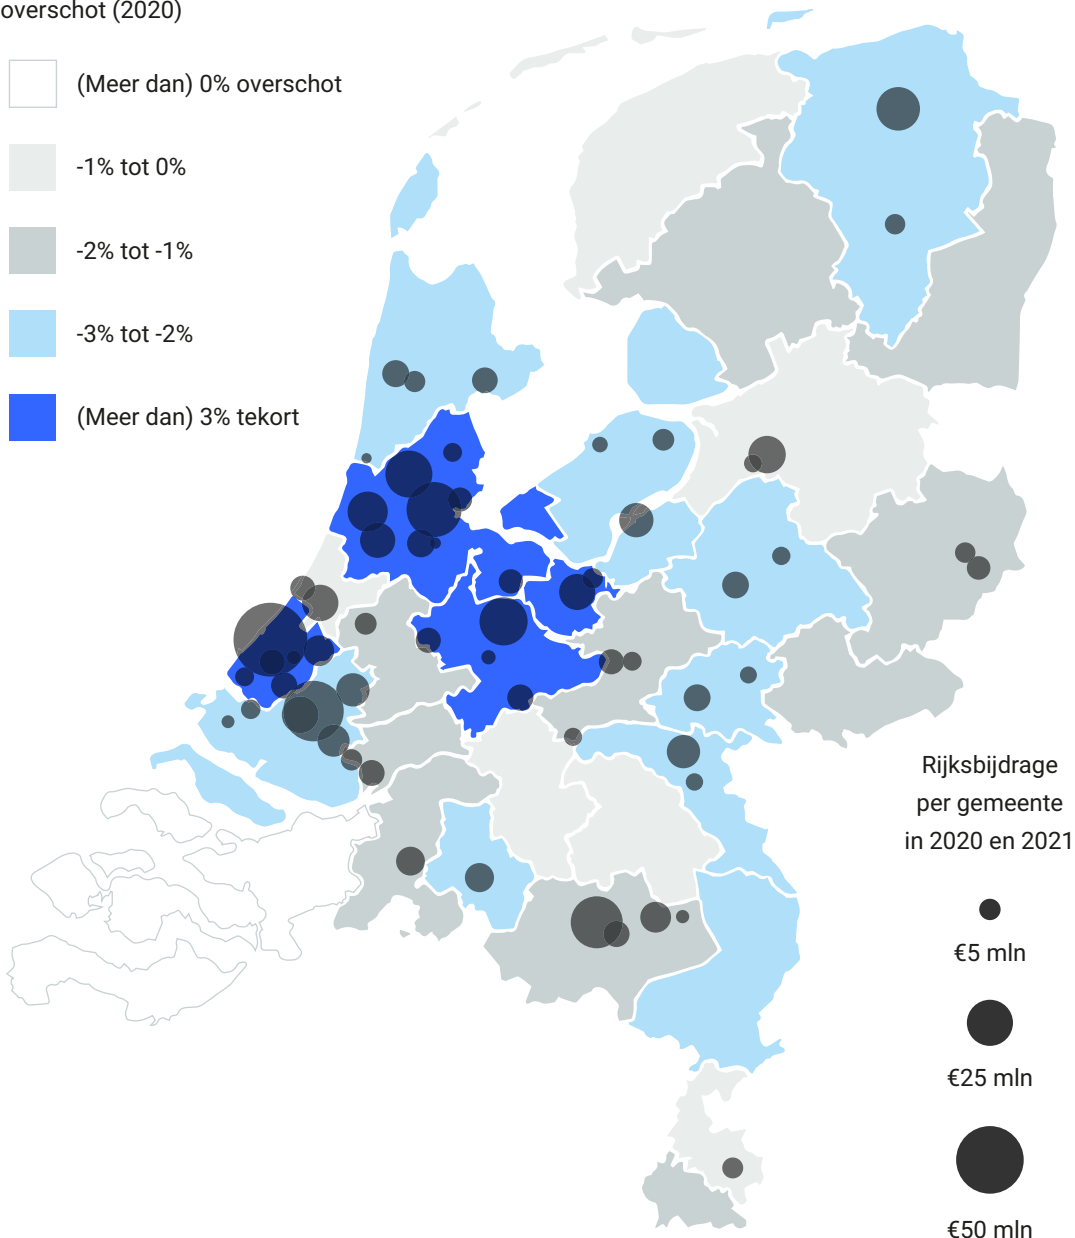 overschot (2020)
(Meer dan) 0% overschot
-1% tot 0%
-2% tot -1%
-3% tot -2%
(Meer dan) 3% tekort
Rijksbijdrage
per gemeente
in 2020 en 2021
€5 mln
€25 mln
€50 mln